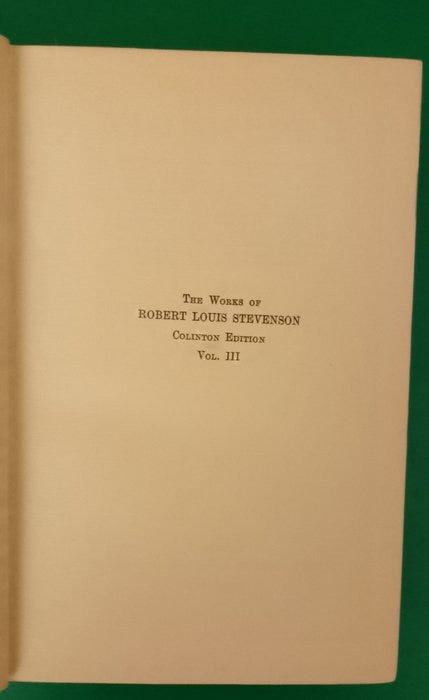 The Works of
ROBERT LOUIS STEVENSON
Colinton Edition
Vol. III